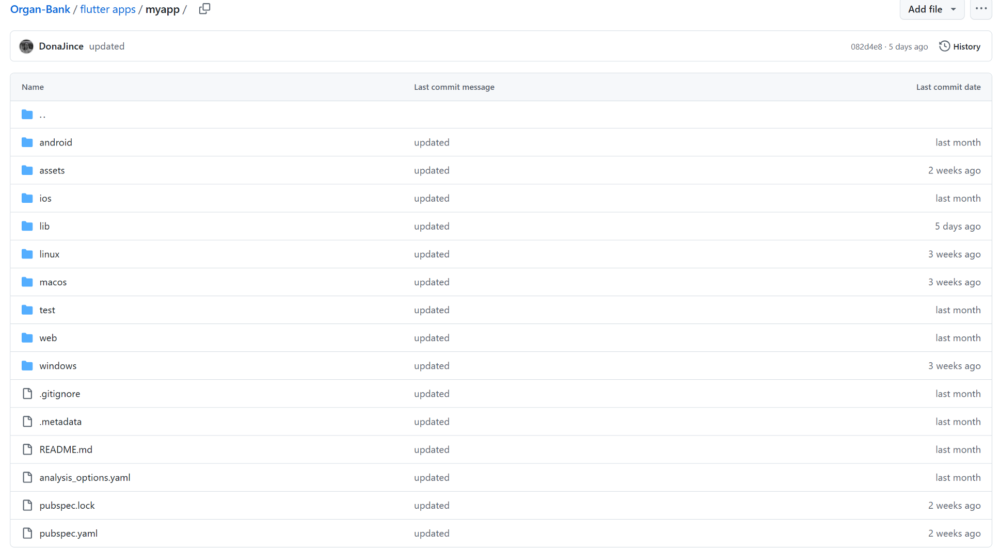 Organ-Bank / flutter apps / myapp /
Add file
DonaJince updated
082d4e8 · 5 days ago
History
Name Last commit message Last commit date
..
android updated last month
assets updated 2 weeks ago
ios updated last month
lib updated 5 days ago
linux updated 3 weeks ago
macos updated 3 weeks ago
test updated last month
web updated last month
windows updated 3 weeks ago
.gitignore updated last month
.metadata updated last month
README.md updated last month
analysis_options.yaml updated last month
pubspec.lock updated 2 weeks ago
pubspec.yaml updated 2 weeks ago